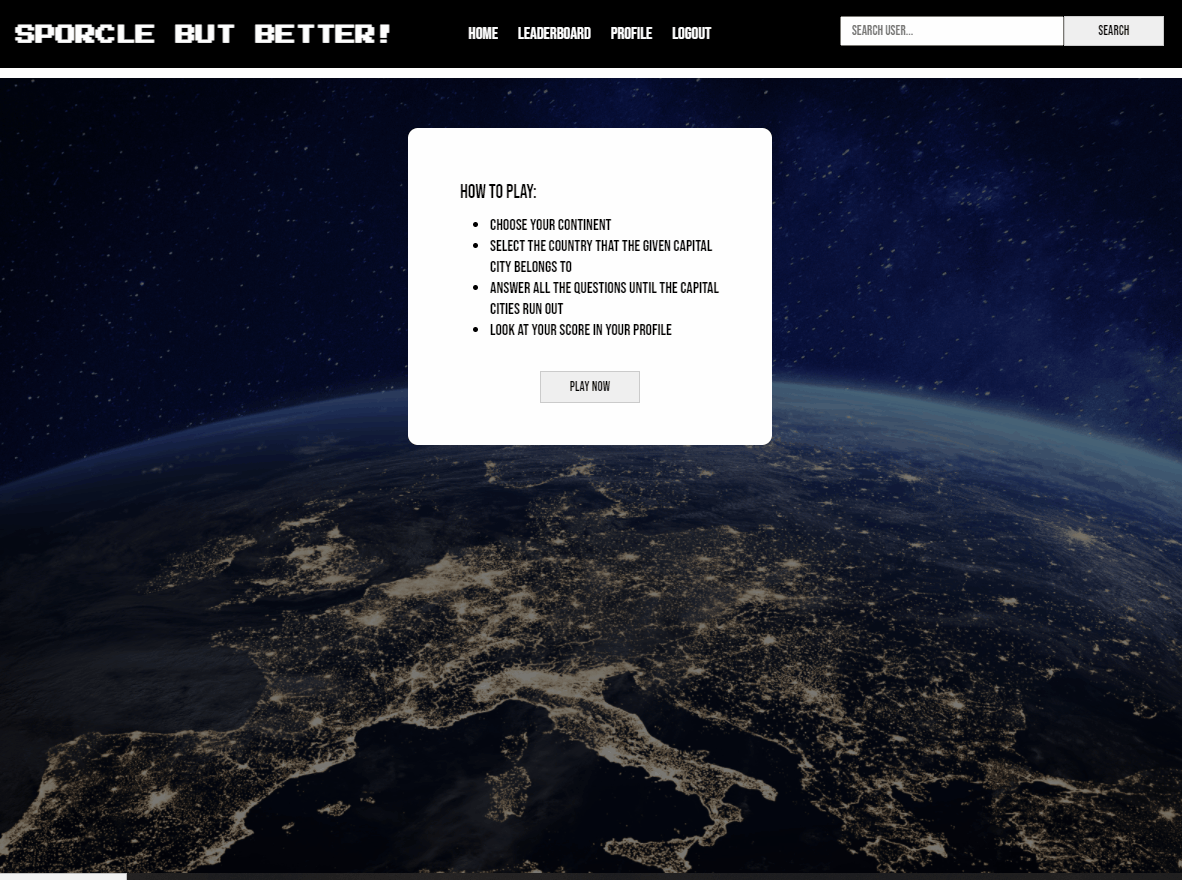 SPORCLE BUT BETTER!
HOME LEADERBOARD PROFILE LOGOUT
SEARCH USER... SEARCH
HOW TO PLAY:
• CHOOSE YOUR CONTINENT
• SELECT THE COUNTRY THAT THE GIVEN CAPITAL
CITY BELONGS TO
• ANSWER ALL THE QUESTIONS UNTIL THE CAPITAL
CITIES RUN OUT
• LOOK AT YOUR SCORE IN YOUR PROFILE
PLAY NOW